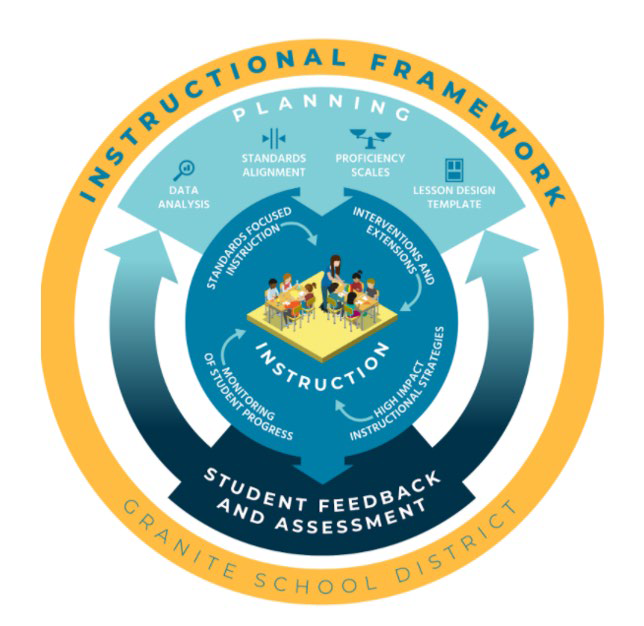 INSTRUCTIONAL FRAMEWORK
PLANNING
DATA
ANALYSIS
STANDARDS
ALIGNMENT
PROFICIENCY
SCALES
LESSON DESIGN
TEMPLATE
STANDARDS FOCUSED
INSTRUCTION
INTERVENTIONS AND
EXTENSIONS
HIGH IMPACT
INSTRUCTIONAL STRATEGIES
MONITORING
OF STUDENT PROGRESS
INSTRUCTION
STUDENT FEEDBACK
AND ASSESSMENT
GRANITE SCHOOL DISTRICT